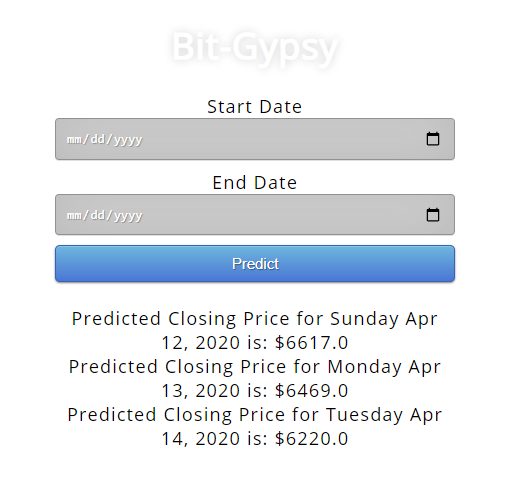 Bit-Gypsy
Start Date
mm/dd/yyyy
End Date
mm/dd/yyyy
Predict
Predicted Closing Price for Sunday Apr
12, 2020 is: $6617.0
Predicted Closing Price for Monday Apr
13, 2020 is: $6469.0
Predicted Closing Price for Tuesday Apr
14, 2020 is: $6220.0